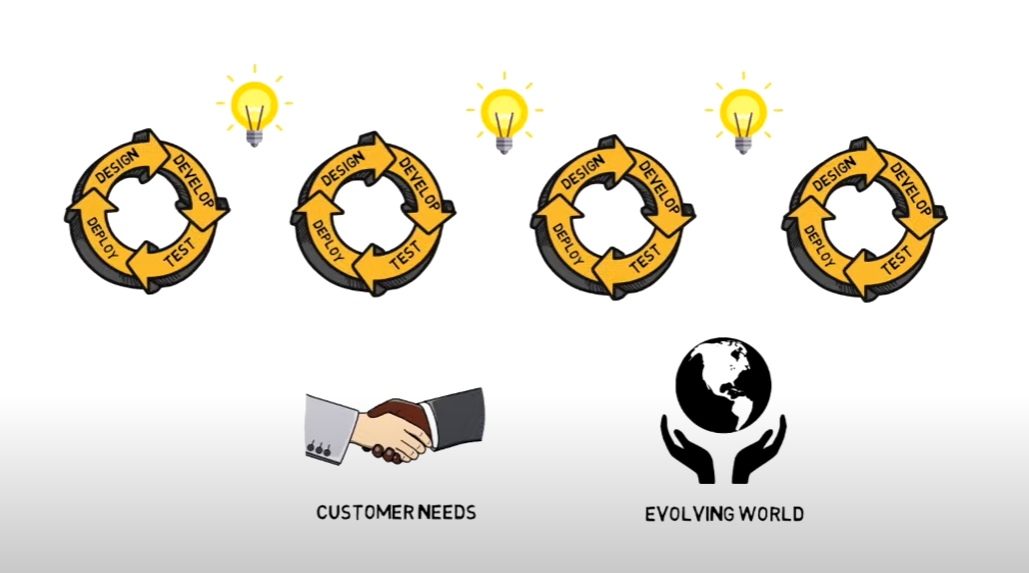 DESIGN
DEVELOP
TEST
DEPLOY
DESIGN
DEVELOP
TEST
DEPLOY
DESIGN
DEVELOP
TEST
DEPLOY
DESIGN
DEVELOP
TEST
DEPLOY
CUSTOMER NEEDS
EVOLVING WORLD